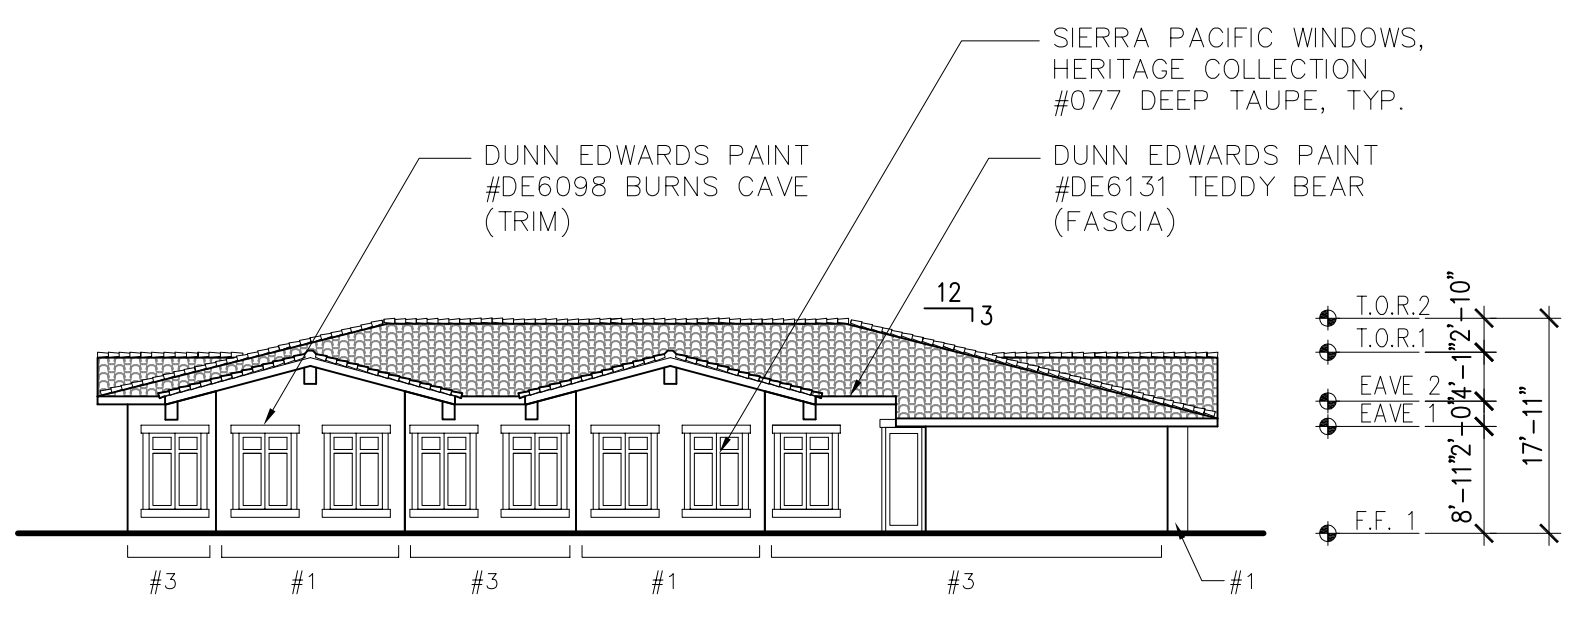 SIERRA PACIFIC WINDOWS,
HERITAGE COLLECTION
#077 DEEP TAUPE, TYP.
DUNN EDWARDS PAINT
#DE6098 BURNS CAVE
(TRIM)
DUNN EDWARDS PAINT
#DE6131 TEDDY BEAR
(FASCIA)
12
3
T.O.R.2
T.O.R.1
EAVE 2
EAVE 1
F.F. 1
2'-10"
4'-1"
2'-0"
8'-11"
17'-11"
#3
#1
#3
#1
#3
#1